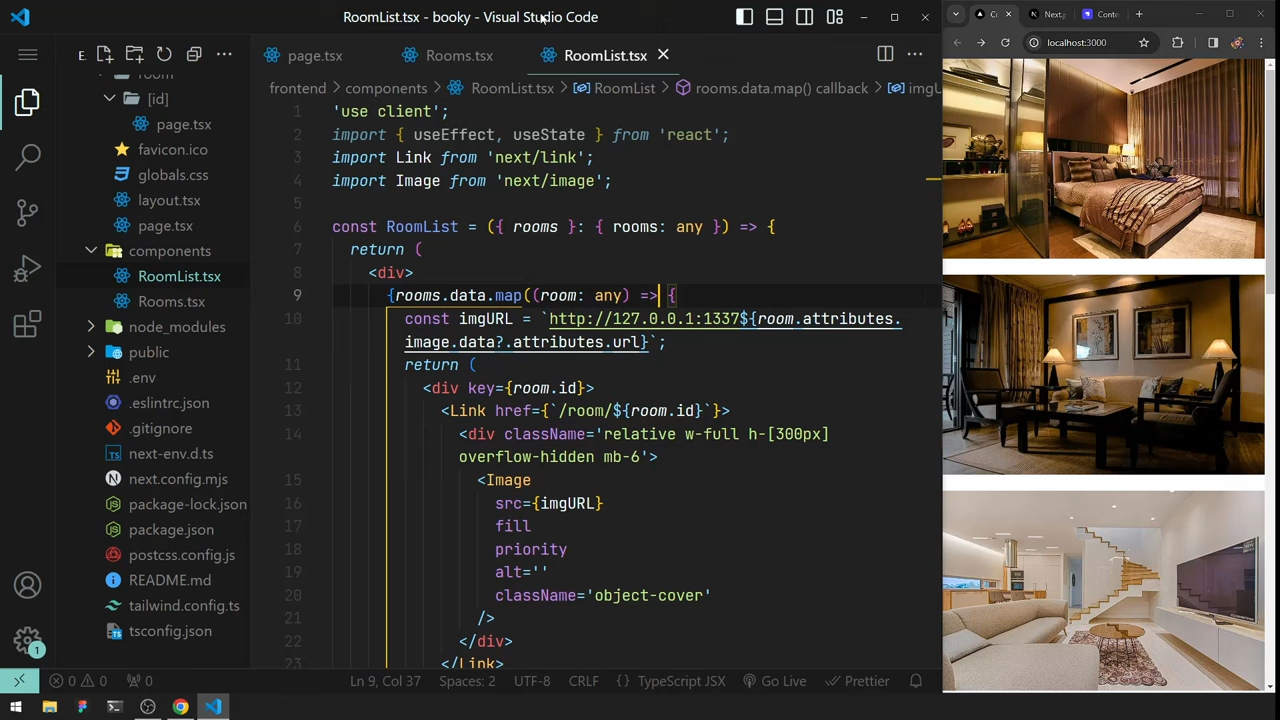 RoomList.tsx - booky - Visual Studio Code
E
page.tsx
Rooms.tsx
RoomList.tsx
frontend
components
RoomList.tsx
RoomList
rooms.data.map() callback
imgU
room
[id]
page.tsx
favicon.ico
globals.css
layout.tsx
page.tsx
components
RoomList.tsx
Rooms.tsx
node_modules
public
.env
.eslintrc.json
.gitignore
next-env.d.ts
next.config.mjs
package-lock.json
package.json
postcss.config.js
README.md
tailwind.config.ts
tsconfig.json
1 'use client';
2 import { useEffect, useState } from 'react';
3 import Link from 'next/link';
4 import Image from 'next/image';
5
6 const RoomList = ({ rooms }: { rooms: any }) => {
7 return (
8 <div>
9 {rooms.data.map((room: any) => {
10 const imgURL = `http://127.0.0.1:1337${room.attributes.
image.data?.attributes.url}`;
11 return (
12 <div key={room.id}>
13 <Link href={`/room/${room.id}`}>
14 <div className='relative w-full h-[300px]
overflow-hidden mb-6'>
15 <Image
16 src={imgURL}
17 fill
18 priority
19 alt=''
20 className='object-cover'
21 />
22 </div>
23 </Link>
1
0 0 0
Ln 9, Col 37
Spaces: 2
UTF-8
CRLF
{} TypeScript JSX
Go Live
Prettier
Cr
Next.j
Conte
localhost:3000